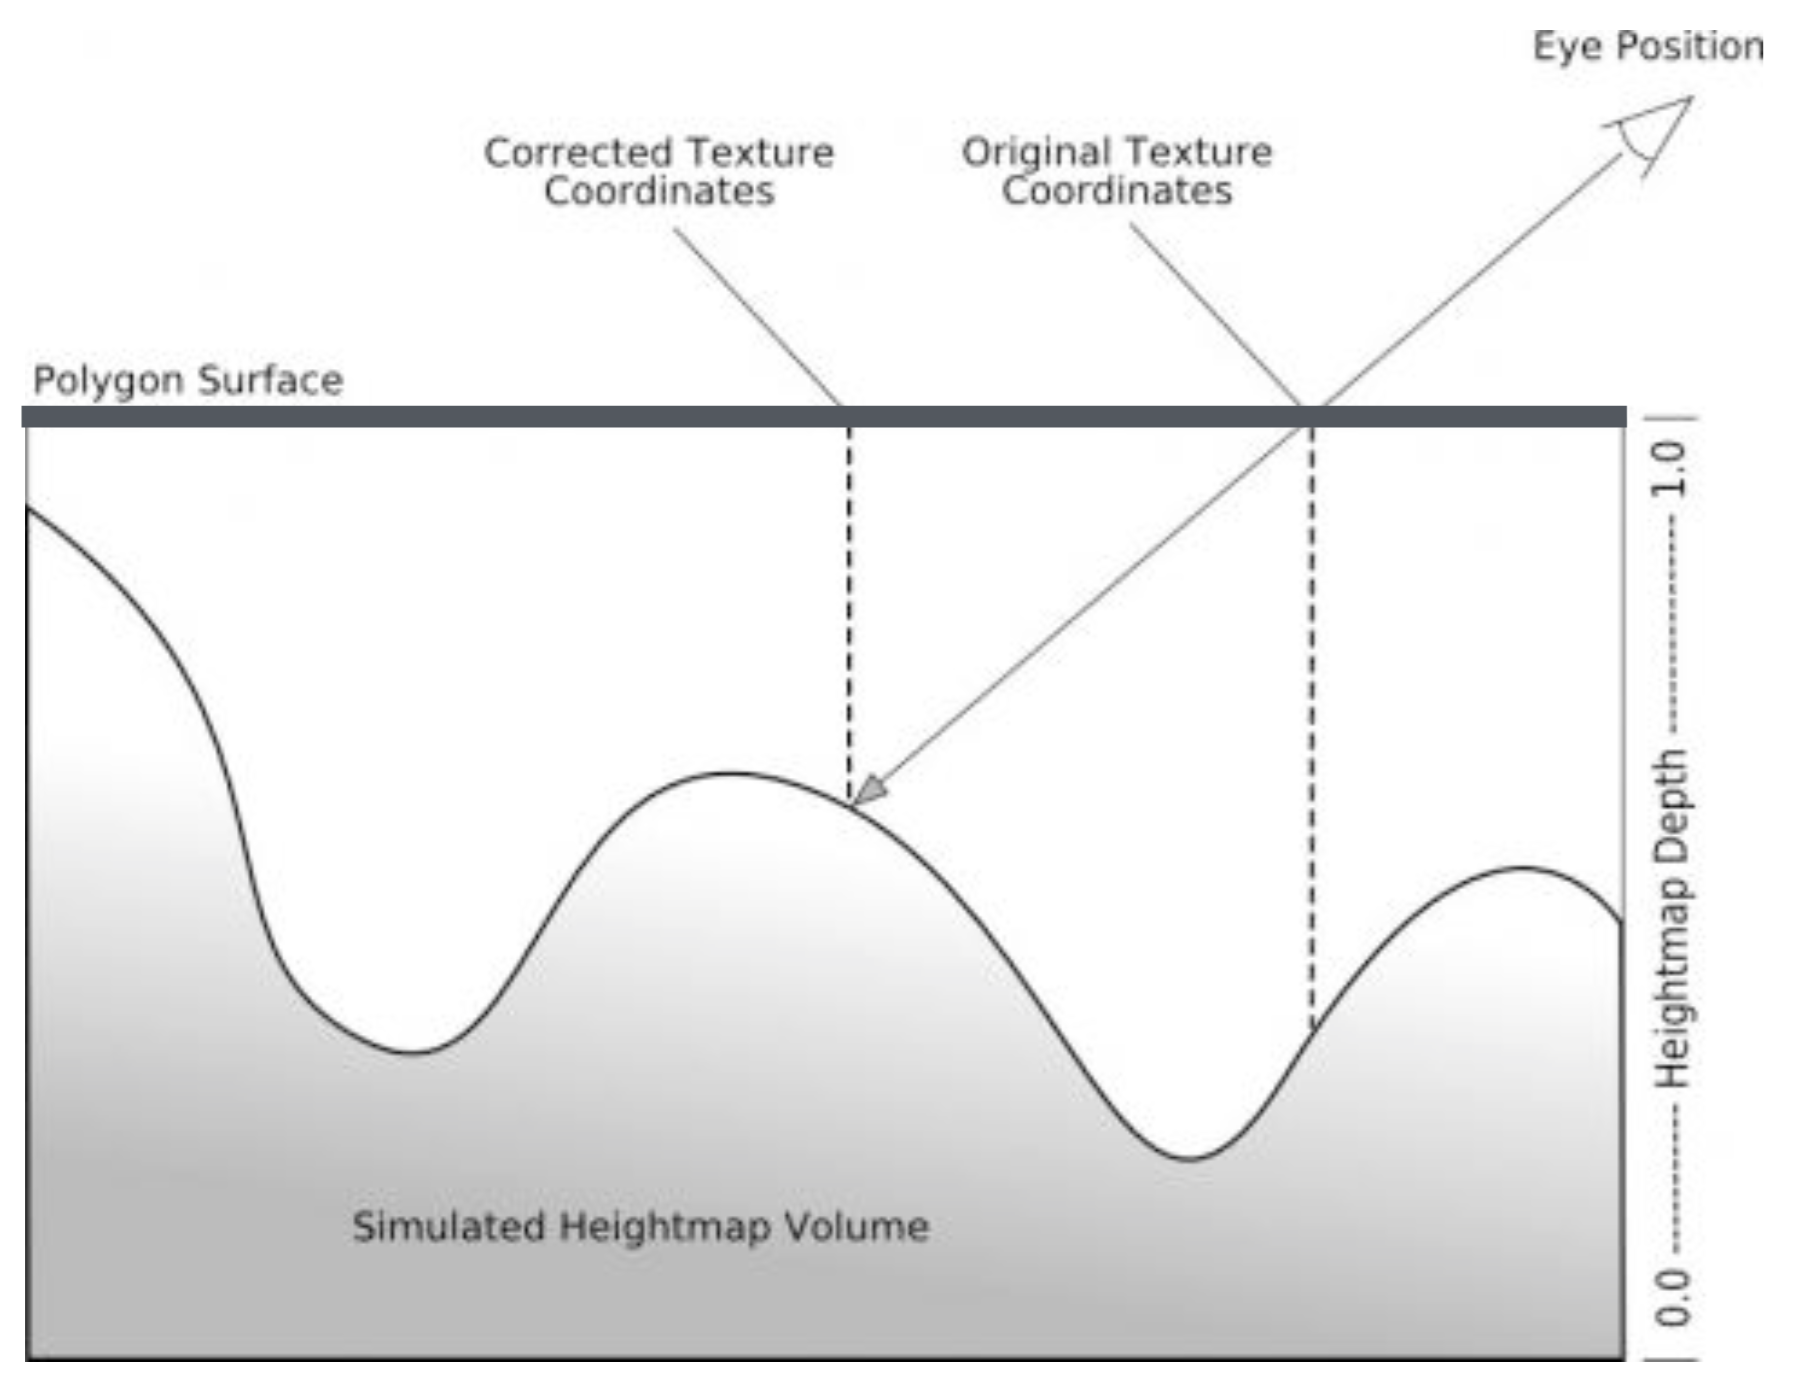 Eye Position
Corrected Texture
Coordinates
Original Texture
Coordinates
Polygon Surface
0.0 ----------- Heightmap Depth ---------------- 1.0
Simulated Heightmap Volume